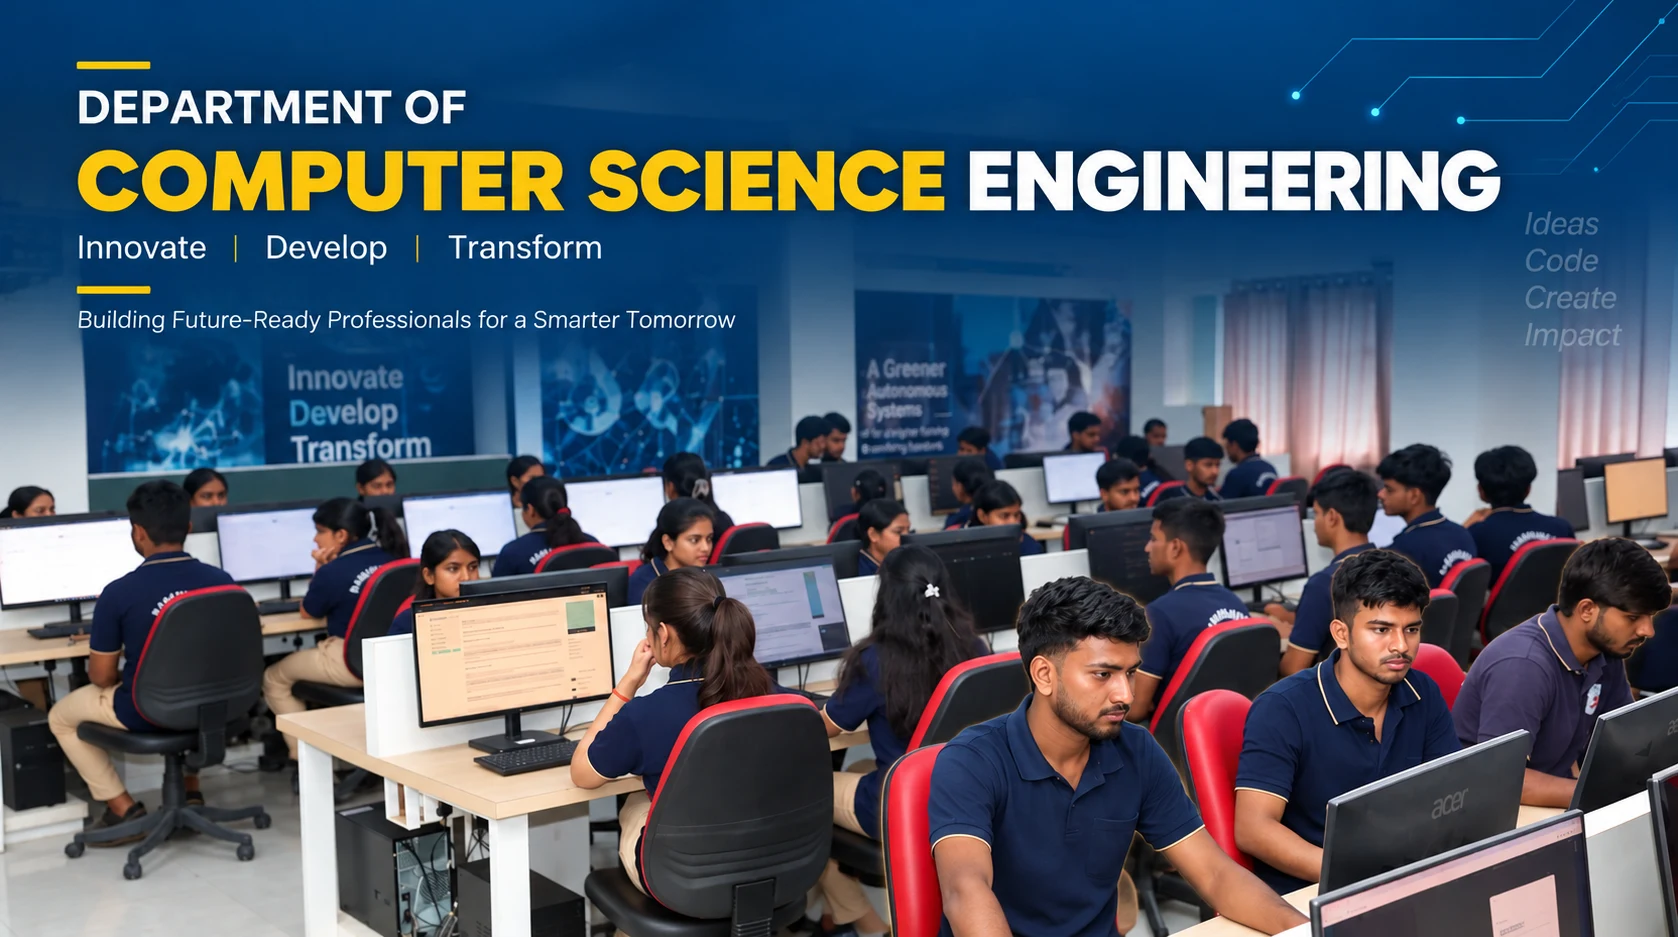 DEPARTMENT OF
COMPUTER SCIENCE ENGINEERING
Innovate | Develop | Transform
Building Future-Ready Professionals for a Smarter Tomorrow
Ideas
Code
Create
Impact
Innovate
Develop
Transform
A Greener
Autonomous
Systems
acer